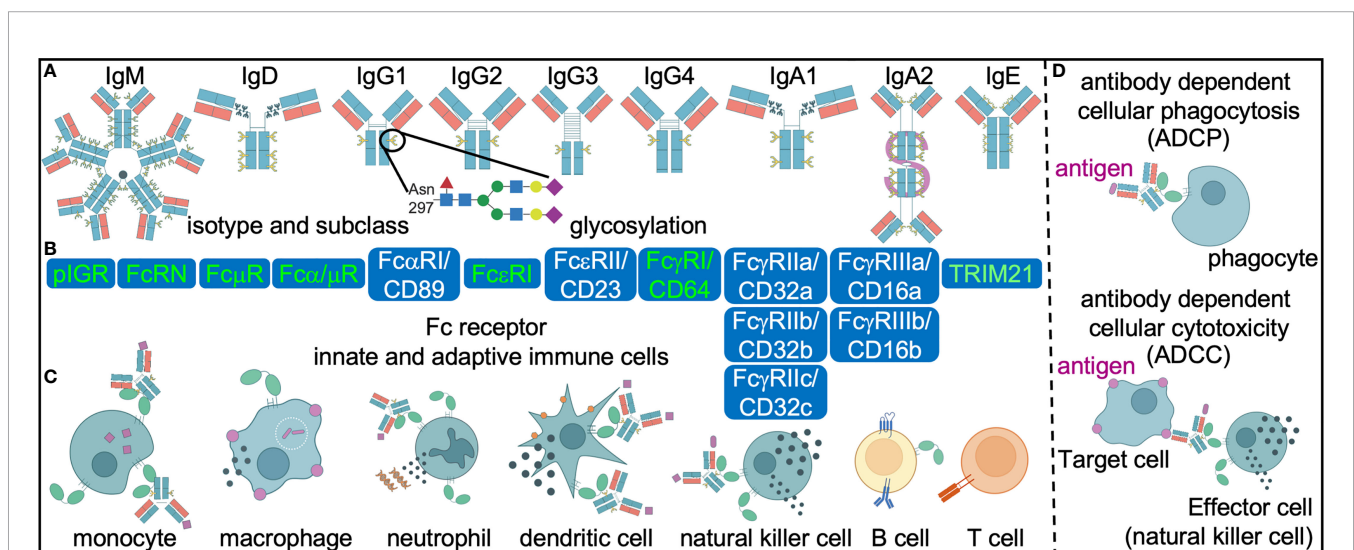 A
IgM
IgD
IgG1
IgG2
IgG3
IgG4
IgA1
IgA2
IgE
Asn
297
isotype and subclass
glycosylation
B
pIGR
FcRN
FcμR
Fcα/μR
FcαRI/
CD89
FcεRI
FcεRII/
CD23
FcγRI/
CD64
FcγRIIa/
CD32a
FcγRIIIa/
CD16a
TRIM21
FcγRIIb/
CD32b
FcγRIIIb/
CD16b
FcγRIIc/
CD32c
Fc receptor
innate and adaptive immune cells
C
monocyte
macrophage
neutrophil
dendritic cell
natural killer cell
B cell
T cell
D
antibody dependent
cellular phagocytosis
(ADCP)
antigen
phagocyte
antibody dependent
cellular cytotoxicity
(ADCC)
antigen
Target cell
Effector cell
(natural killer cell)